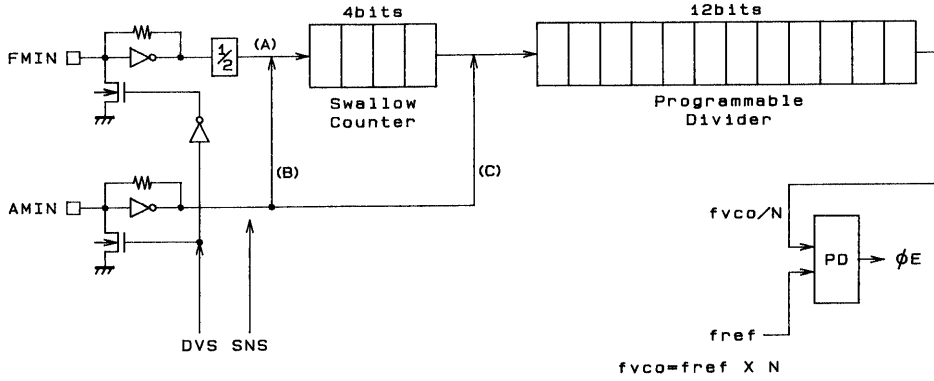 4bits
12bits
FMIN
1/2
(A)
Swallow
Counter
Programmable
Divider
(B)
(C)
AMIN
fvco/N
PD
ϕE
fref
DVS SNS
fvco=fref X N